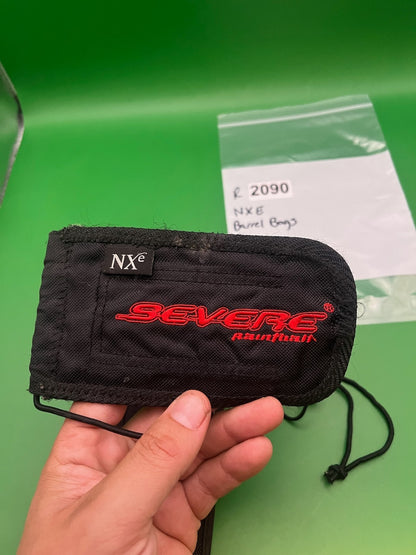 R 2090
NXE
Barrel Bags
NXe
SEVERE®
Paintball